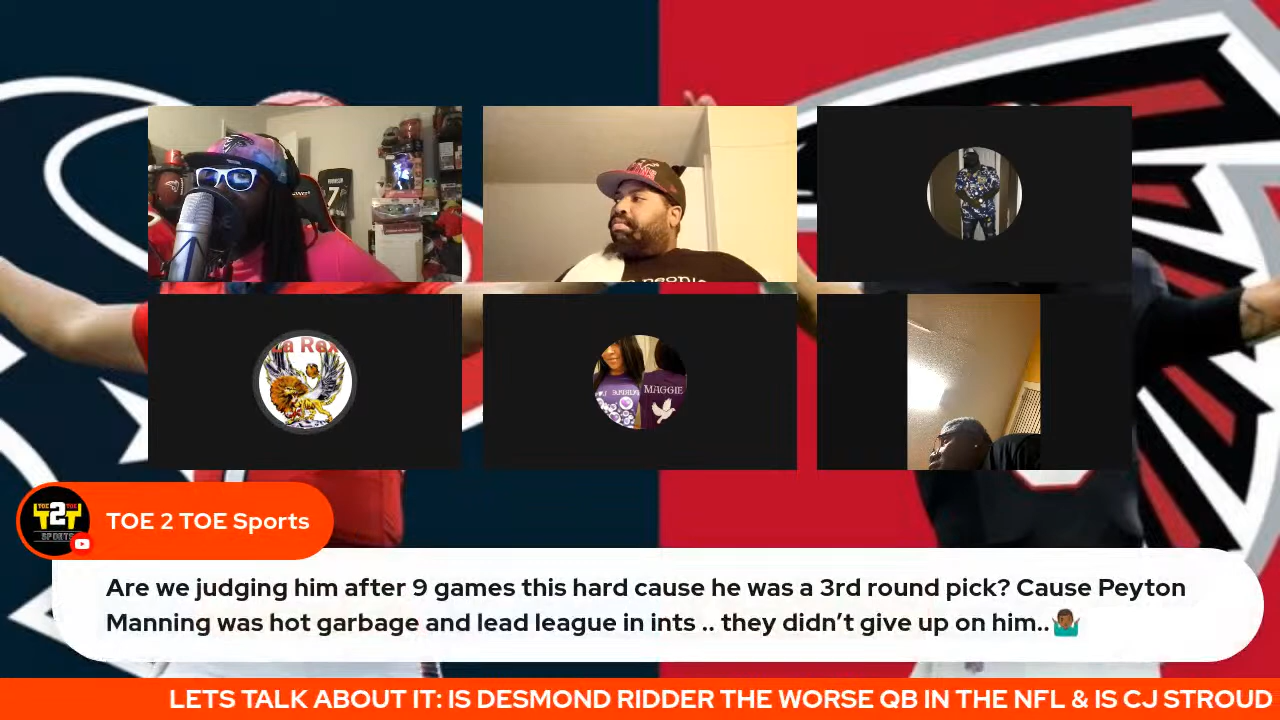 7
MAGGIE
TOE 2 TOE Sports
Are we judging him after 9 games this hard cause he was a 3rd round pick? Cause Peyton
Manning was hot garbage and lead league in ints .. they didn’t give up on him..🤷🏾‍♂️
LETS TALK ABOUT IT: IS DESMOND RIDDER THE WORSE QB IN THE NFL & IS CJ STROUD